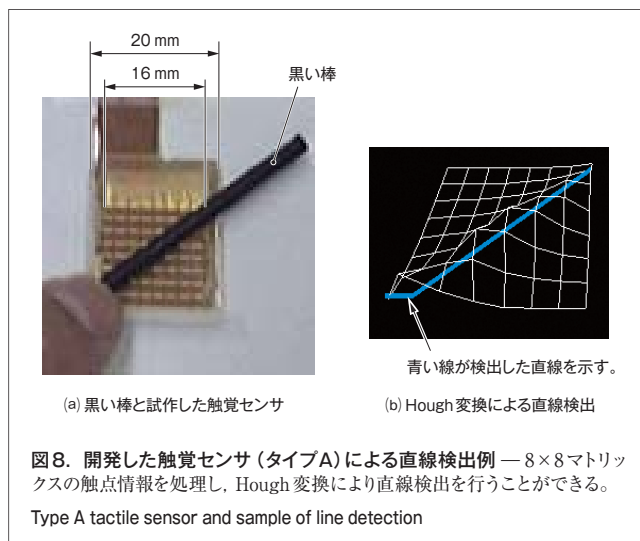 20 mm
16 mm
黒い棒
青い線が検出した直線を示す。
(a) 黒い棒と試作した触覚センサ
(b) Hough 変換による直線検出
図8. 開発した触覚センサ(タイプA)による直線検出例 — 8×8マトリッ
クスの触点情報を処理し, Hough 変換により直線検出を行うことができる。
Type A tactile sensor and sample of line detection